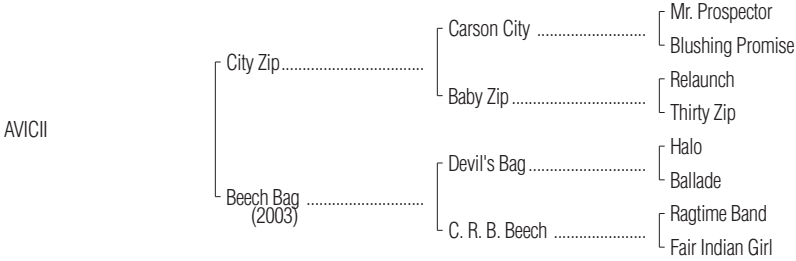 Mr. Prospector
Carson City ..........................
Blushing Promise
City Zip..................................
Relaunch
Baby Zip ................................
Thirty Zip
AVICII
Halo
Devil's Bag............................
Ballade
Beech Bag ............................
(2003)
Ragtime Band
C. R. B. Beech ......................
Fair Indian Girl